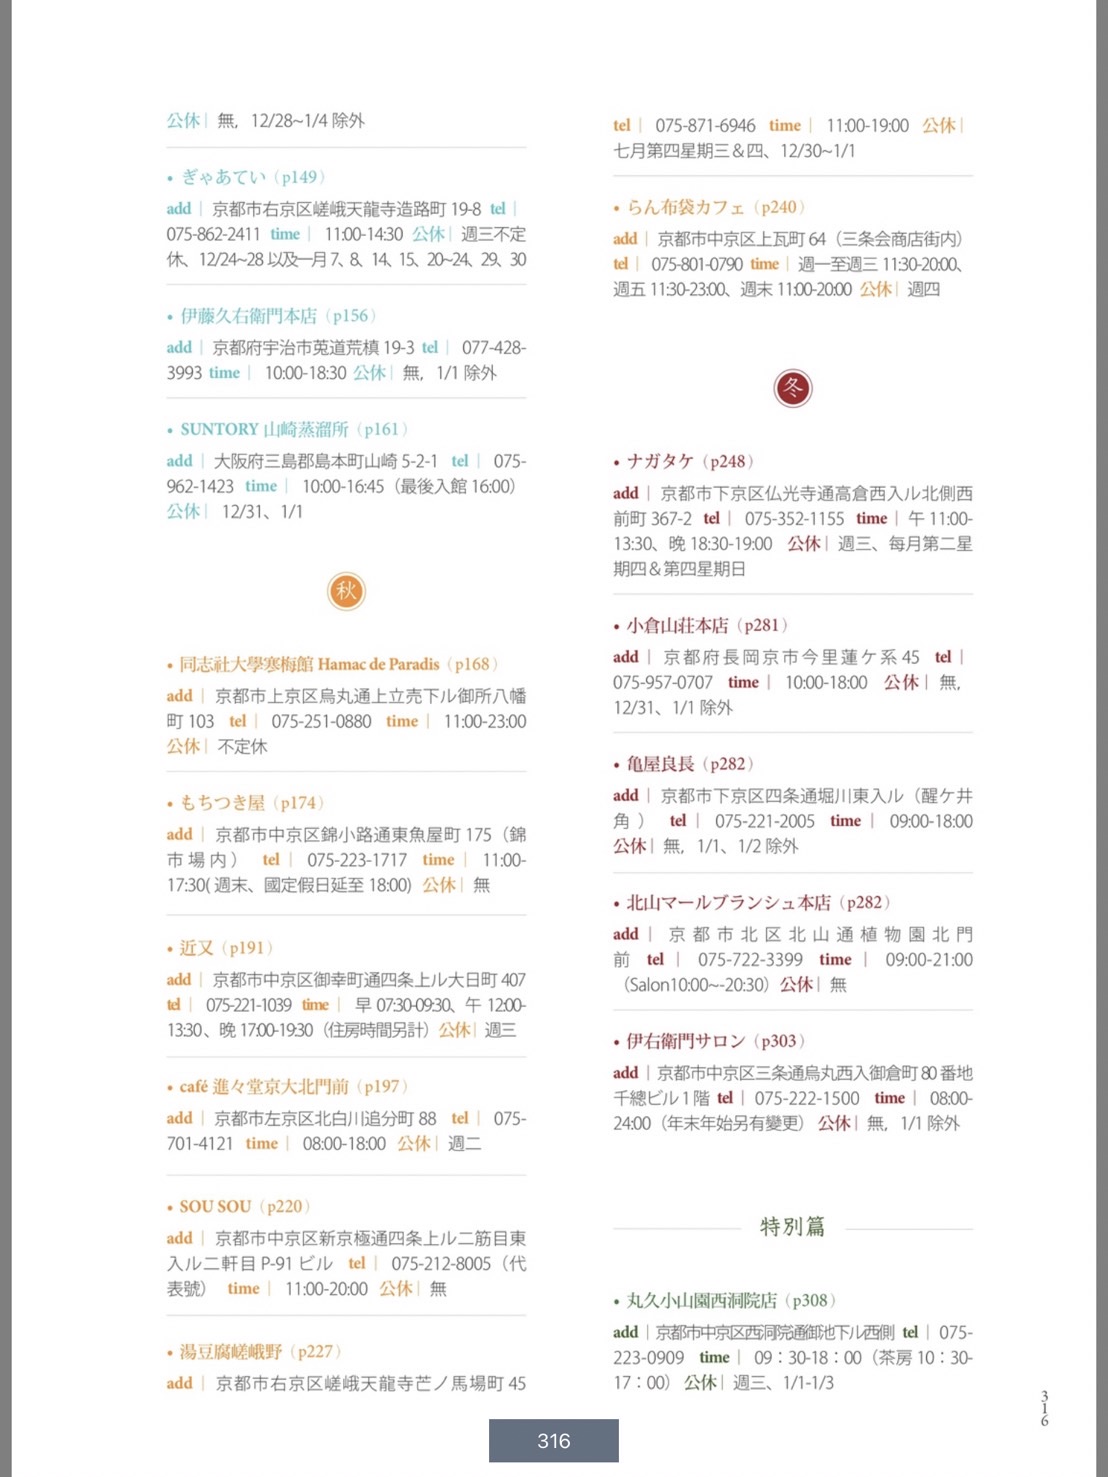 公休｜ 無，12/28~1/4 除外
• ぎゃあてい（p149）
add｜ 京都市右京区嵯峨天龍寺造路町 19-8 tel｜
075-862-2411 time｜ 11:00-14:30 公休｜ 週三不定
休、12/24~28 以及一月 7、8、14、15、20~24、29、30
• 伊藤久右衛門本店（p156）
add｜ 京都府宇治市莵道荒槙 19-3 tel｜ 077-428-
3993 time｜ 10:00-18:30 公休｜ 無，1/1 除外
• SUNTORY 山崎蒸溜所（p161）
add｜ 大阪府三島郡島本町山崎 5-2-1 tel｜ 075-
962-1423 time｜ 10:00-16:45（最後入館 16:00）
公休｜ 12/31、1/1
秋
• 同志社大學寒梅館 Hamac de Paradis（p168）
add｜ 京都市上京区烏丸通上立売下ル御所八幡
町 103 tel｜ 075-251-0880 time｜ 11:00-23:00
公休｜ 不定休
• もちつき屋（p174）
add｜ 京都市中京区錦小路通東魚屋町 175（錦
市場内） tel｜ 075-223-1717 time｜ 11:00-
17:30( 週末、國定假日延至 18:00) 公休｜ 無
• 近又（p191）
add｜ 京都市中京区御幸町通四条上ル大日町 407
tel｜ 075-221-1039 time｜ 早 07:30-09:30、午 12:00-
13:30、晚 17:00-19:30（住房時間另計）公休｜ 週三
• café 進々堂京大北門前（p197）
add｜ 京都市左京区北白川追分町 88 tel｜ 075-
701-4121 time｜ 08:00-18:00 公休｜ 週二
• SOU SOU（p220）
add｜ 京都市中京区新京極通四条上ル二筋目東
入ル二軒目 P-91 ビル tel｜ 075-212-8005（代
表號） time｜ 11:00-20:00 公休｜ 無
• 湯豆腐嵯峨野（p227）
add｜ 京都市右京区嵯峨天龍寺芒ノ馬場町 45
tel｜ 075-871-6946 time｜ 11:00-19:00 公休｜
七月第四星期三＆四、12/30~1/1
• らん布袋カフェ（p240）
add｜ 京都市中京区上瓦町 64（三条会商店街内）
tel｜ 075-801-0790 time｜ 週一至週三 11:30-20:00、
週五 11:30-23:00、週末 11:00-20:00 公休｜ 週四
冬
• ナガタケ（p248）
add｜ 京都市下京区仏光寺通高倉西入ル北側西
前町 367-2 tel｜ 075-352-1155 time｜ 午 11:00-
13:30、晚 18:30-19:00 公休｜ 週三、每月第二星
期四＆第四星期日
• 小倉山荘本店（p281）
add｜ 京都府長岡京市今里蓮ケ糸 45 tel｜
075-957-0707 time｜ 10:00-18:00 公休｜ 無，
12/31、1/1 除外
• 亀屋良長（p282）
add｜ 京都市下京区四条通堀川東入ル（醒ケ井
角） tel｜ 075-221-2005 time｜ 09:00-18:00
公休｜ 無，1/1、1/2 除外
• 北山マールブランシュ本店（p282）
add｜ 京都市北区北山通植物園北門
前 tel｜ 075-722-3399 time｜ 09:00-21:00
（Salon10:00~-20:30）公休｜ 無
• 伊右衛門サロン（p303）
add｜ 京都市中京区三条通烏丸西入御倉町 80 番地
千總ビル 1 階 tel｜ 075-222-1500 time｜ 08:00-
24:00（年末年始另有變更） 公休｜ 無，1/1 除外
特別篇
• 丸久小山園西洞院店（p308）
add｜ 京都市中京区西洞院通御池下ル西側 tel｜ 075-
223-0909 time｜ 09：30-18：00（茶房 10：30-
17：00） 公休｜ 週三、1/1-1/3
316
316